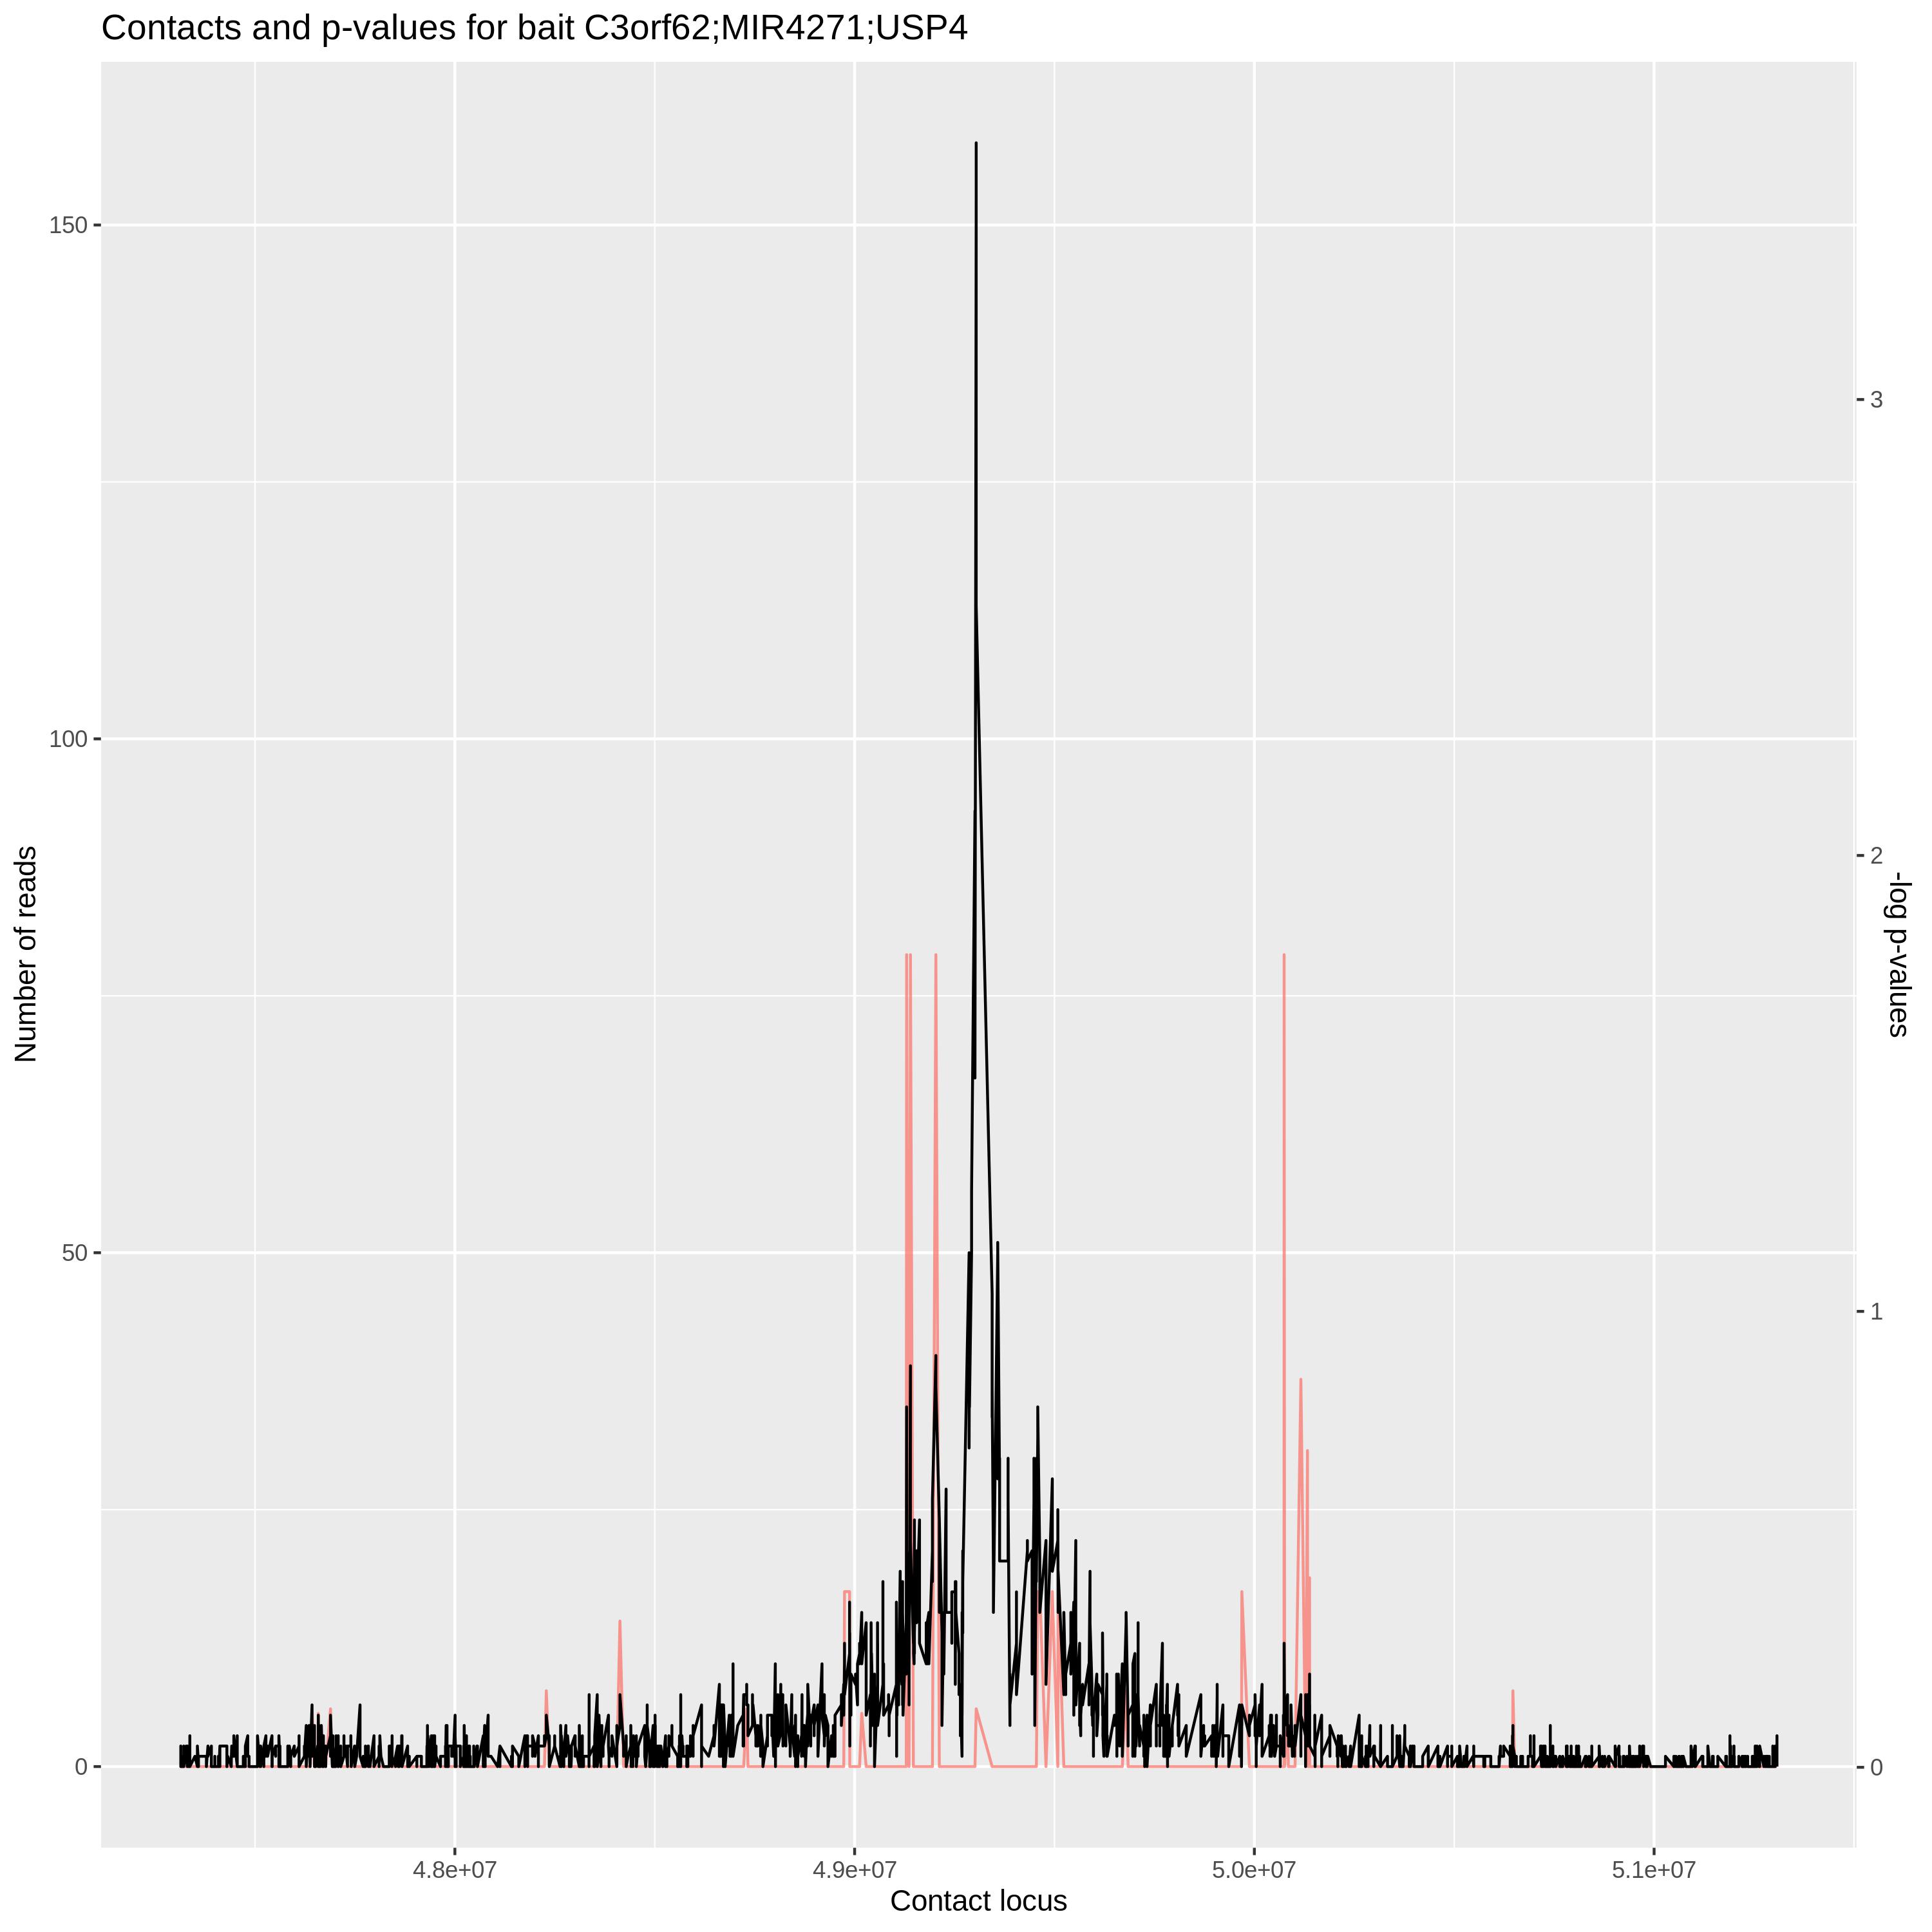 Contacts and p-values for bait C3orf62;MIR4271;USP4
150
100
50
0
Number of reads
3
2
1
0
-log p-values
4.8e+07 4.9e+07 5.0e+07 5.1e+07
Contact locus